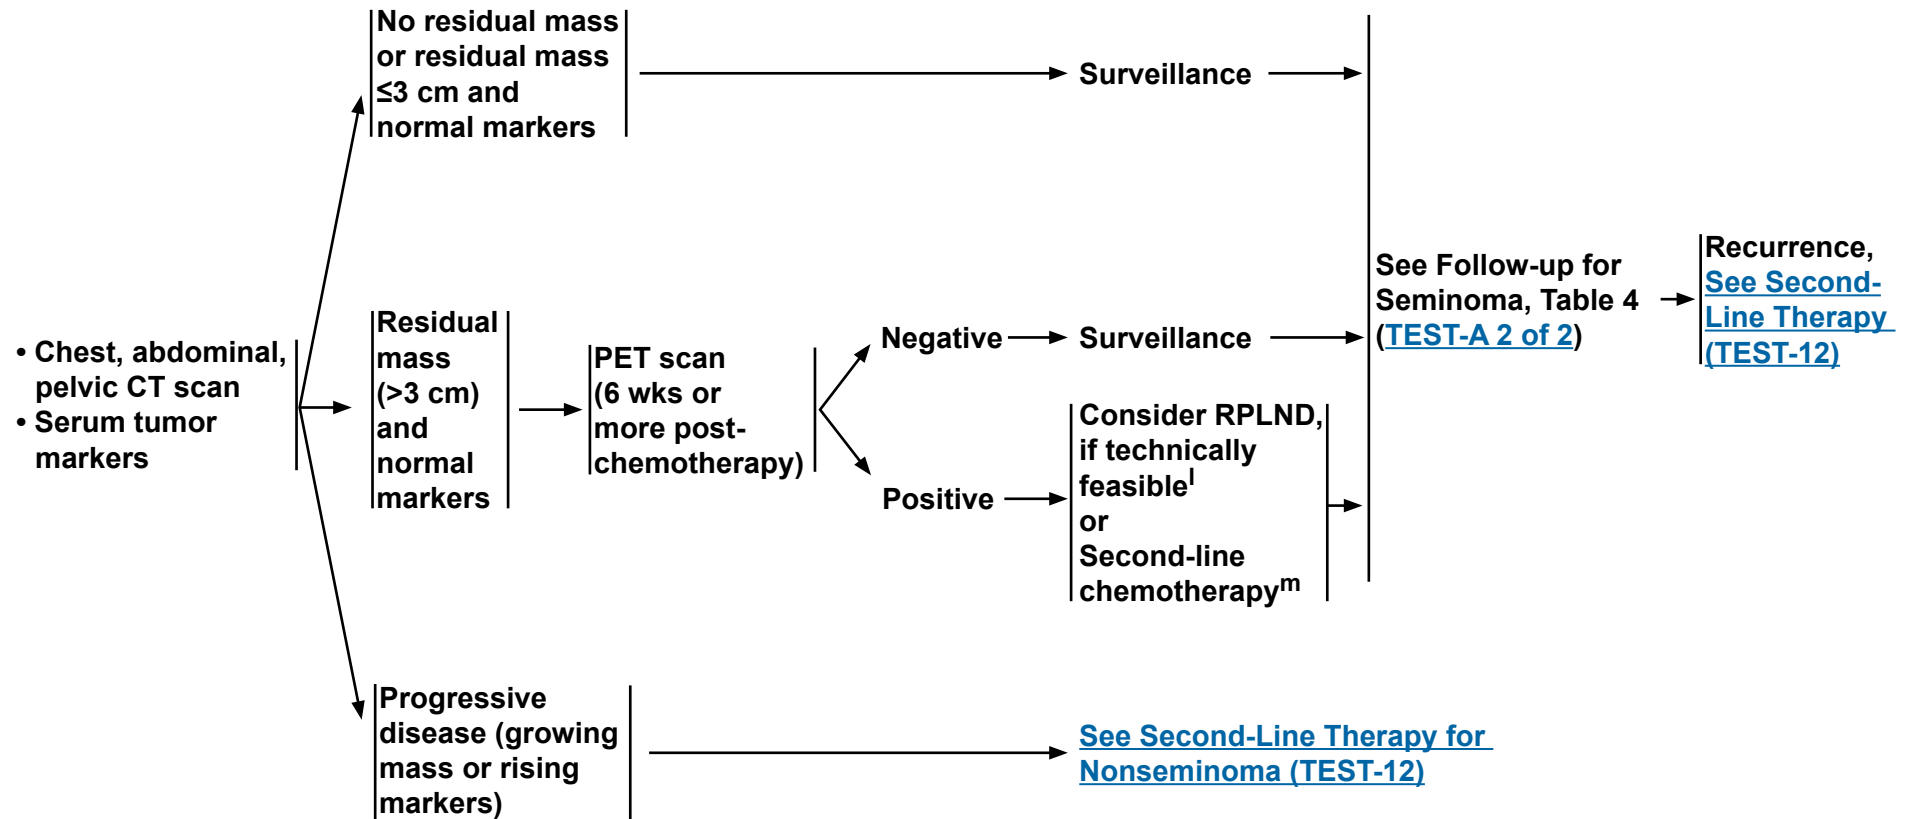 No residual mass
or residual mass
≤3 cm and
normal markers
Surveillance
• Chest, abdominal,
pelvic CT scan
• Serum tumor
markers
Residual
mass
(>3 cm)
and
normal
markers
PET scan
(6 wks or
more post-
chemotherapy)
Negative
Surveillance
Positive
Consider RPLND,
if technically
feasibleˡ
or
Second-line
chemotherapyᵐ
See Follow-up for
Seminoma, Table 4
(TEST-A 2 of 2)
Recurrence,
See Second-
Line Therapy
(TEST-12)
Progressive
disease (growing
mass or rising
markers)
See Second-Line Therapy for
Nonseminoma (TEST-12)